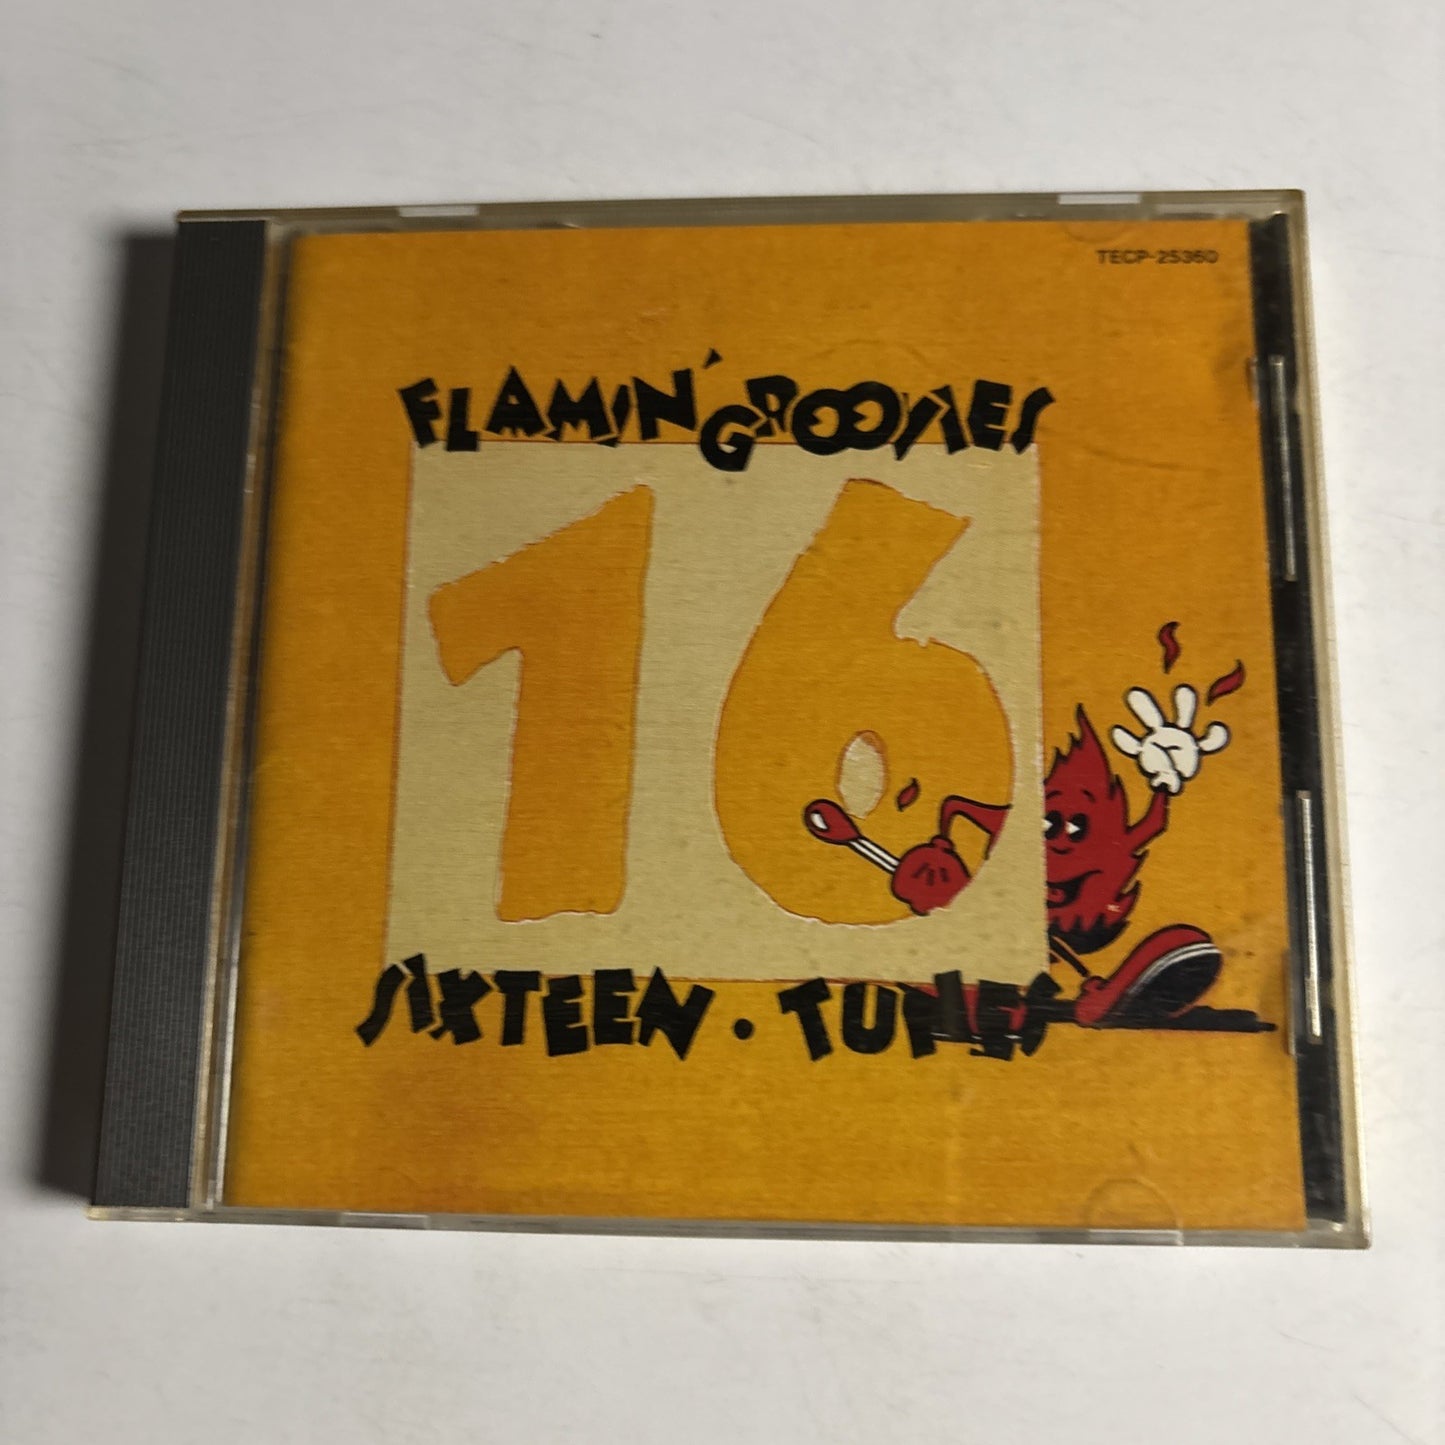 TECP-25360
FLAMIN' GROOVIES
16
SIXTEEN · TUNES